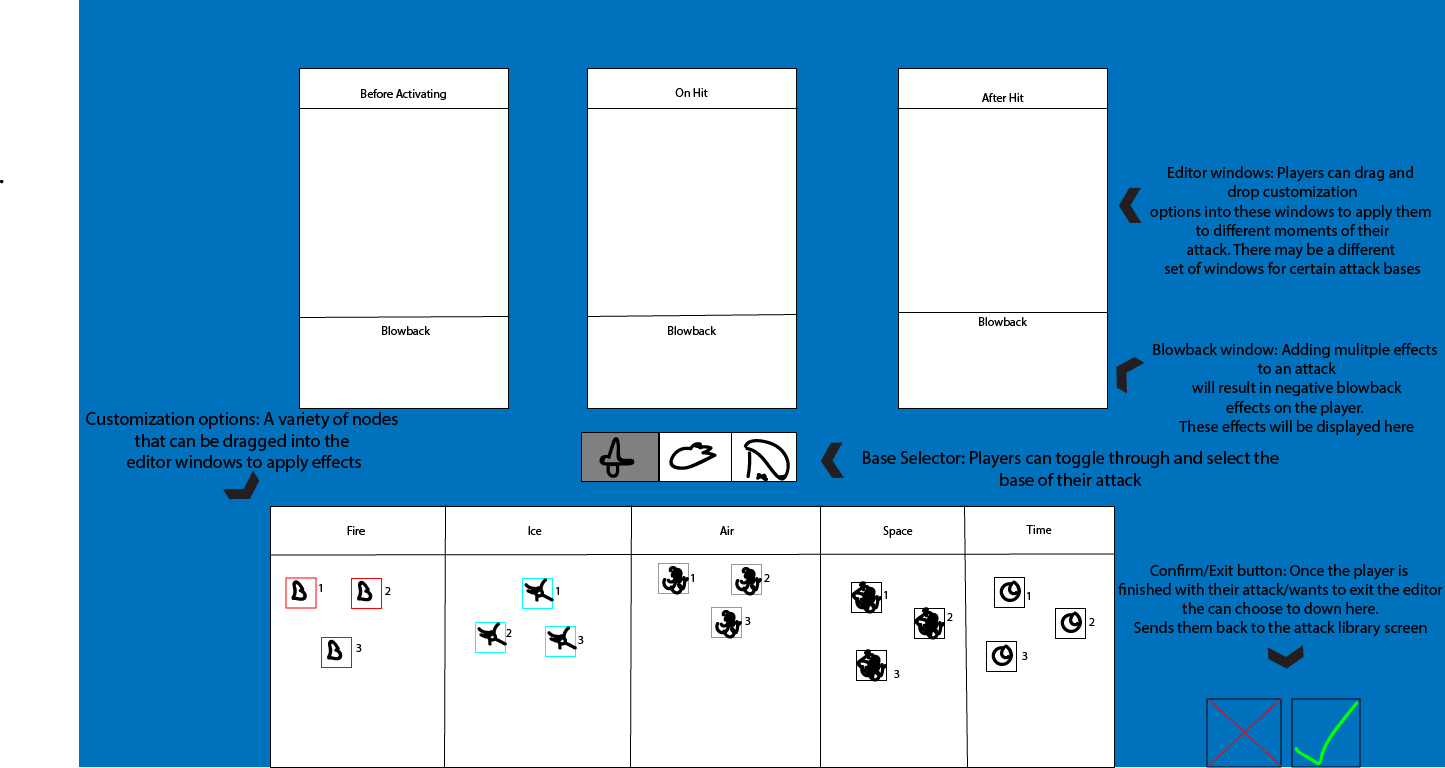 Before Activating
On Hit
After Hit
Editor windows: Players can drag and
drop customization
options into these windows to apply them
to different moments of their
attack. There may be a different
set of windows for certain attack bases
Blowback
Blowback
Blowback
Blowback window: Adding mulitple effects
to an attack
will result in negative blowback
effects on the player.
These effects will be displayed here
Customization options: A variety of nodes
that can be dragged into the
editor windows to apply effects
Base Selector: Players can toggle through and select the
base of their attack
Fire
Ice
Air
Space
Time
1
2
3
1
2
3
1
2
3
1
2
3
1
2
3
Confirm/Exit button: Once the player is
finished with their attack/wants to exit the editor
the can choose to down here.
Sends them back to the attack library screen